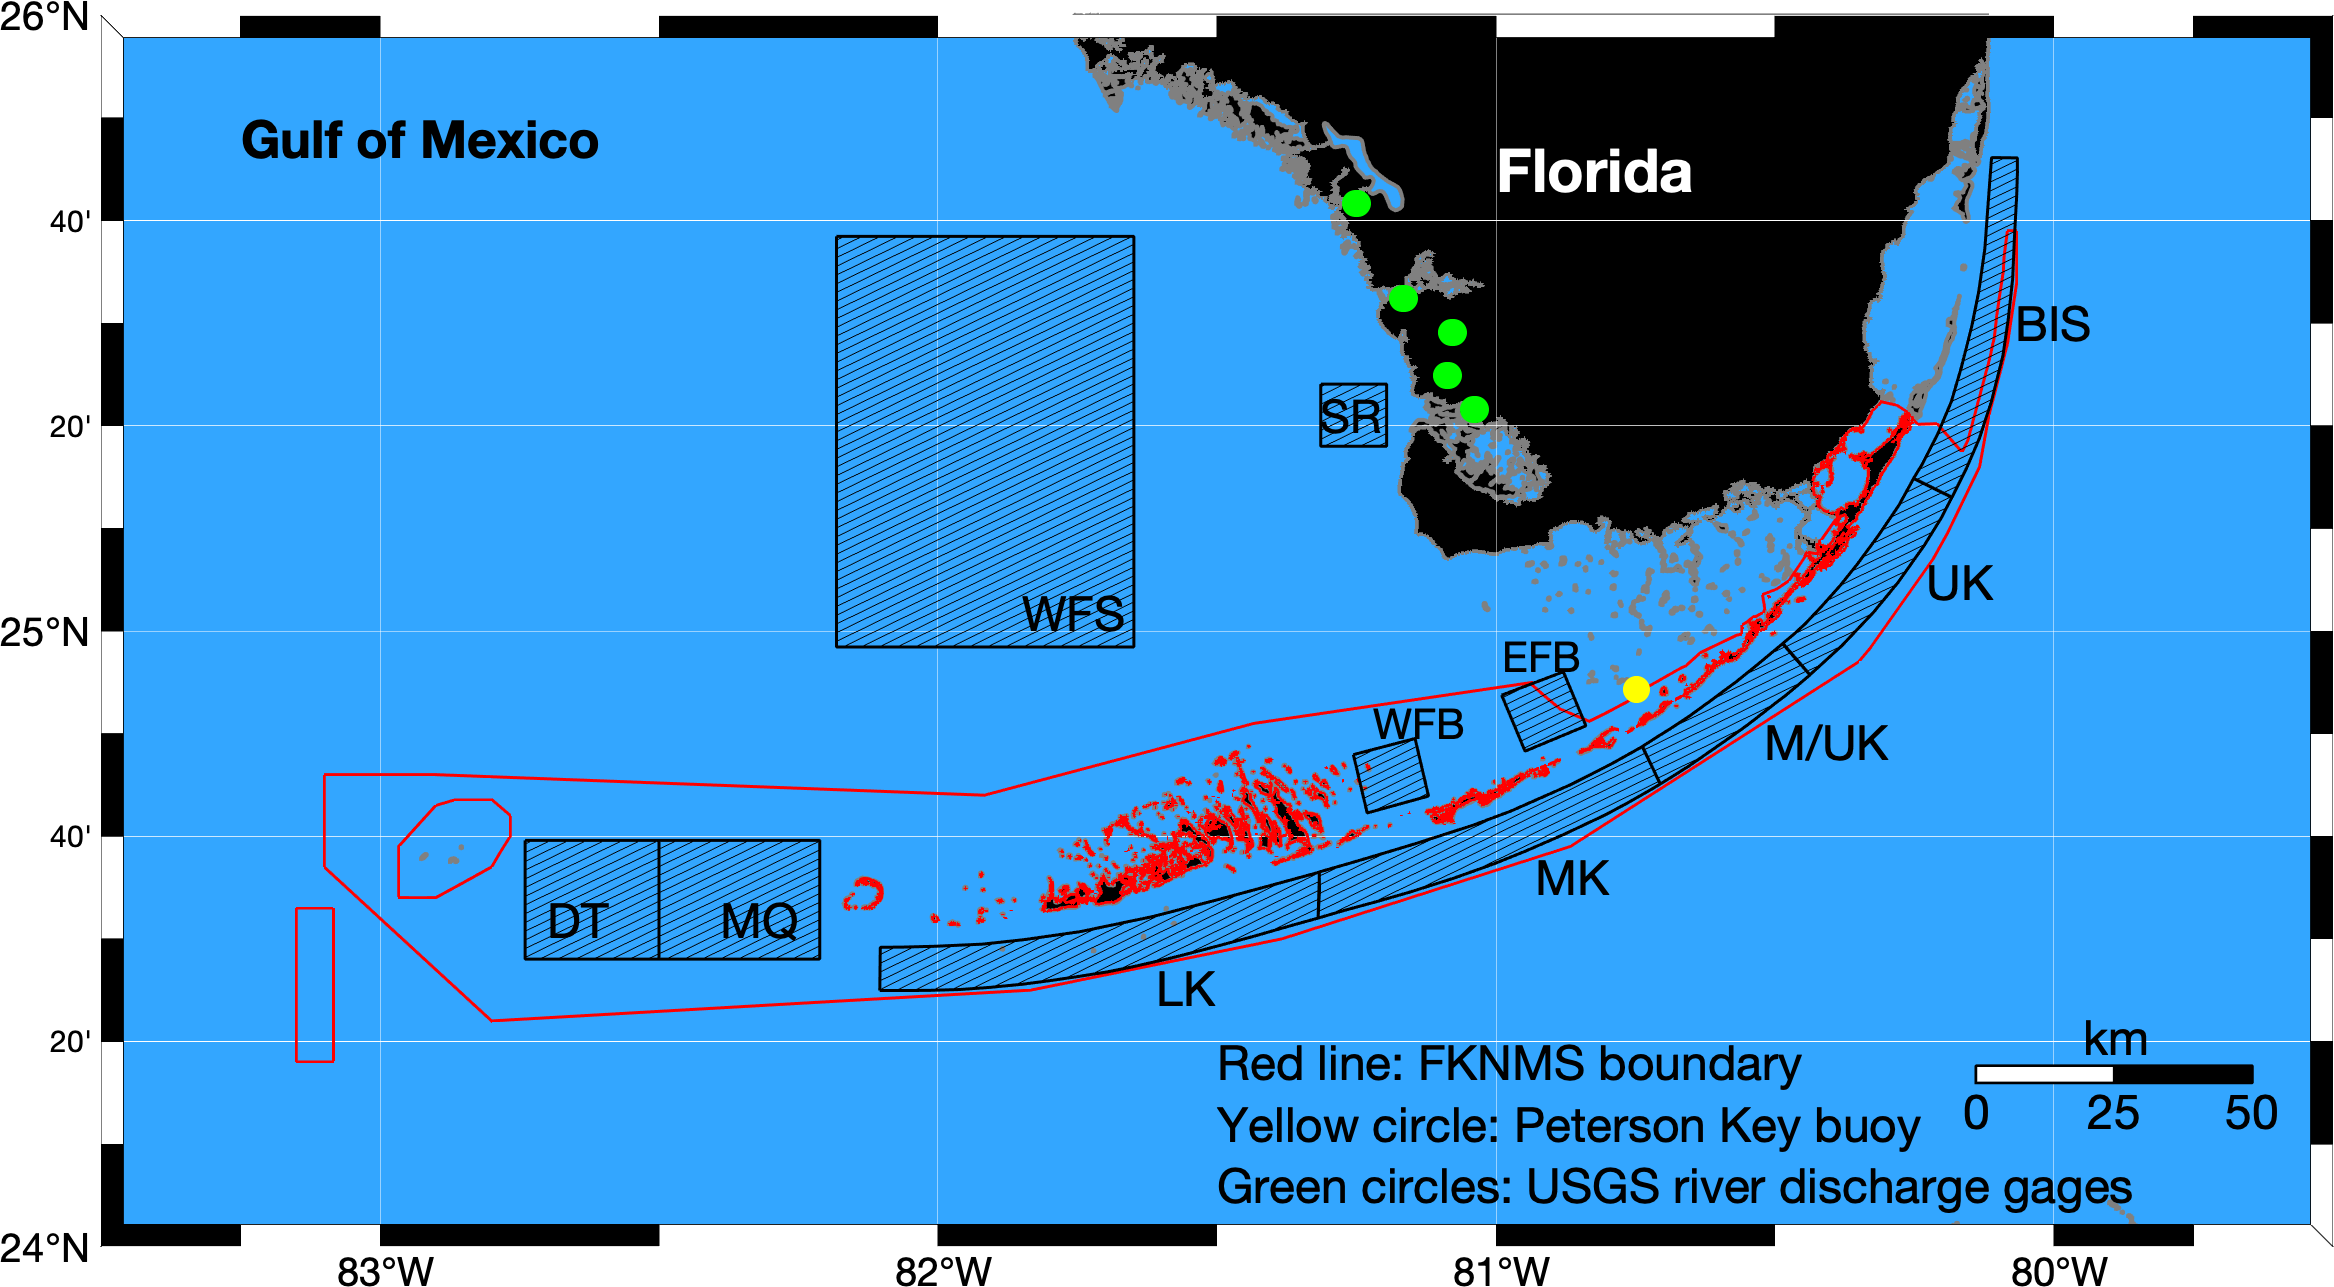 26°N
Gulf of Mexico
Florida
40'
BIS
20'
SR
UK
WFS
25°N
EFB
WFB
M/UK
40'
MK
DT
MQ
LK
20'
Red line: FKNMS boundary
km
Yellow circle: Peterson Key buoy
0 25 50
Green circles: USGS river discharge gages
24°N
83°W 82°W 81°W 80°W